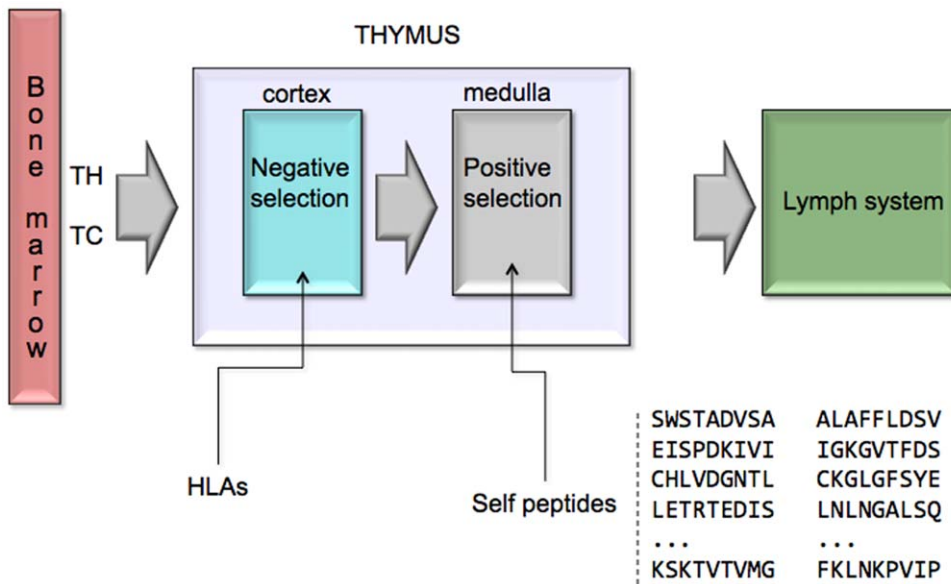 Bone marrow
THYMUS
cortex
medulla
TH
TC
Negative
selection
Positive
selection
Lymph system
HLAs
Self peptides
SWSTADVSA ALAFFLDSV
EISPDKIVI IGKGVTFDS
CHLVDGNTL CKGLGFSYE
LETRTEDIS LNLNGALSQ
... ...
KSKTVTVMG FKLNKPVIP